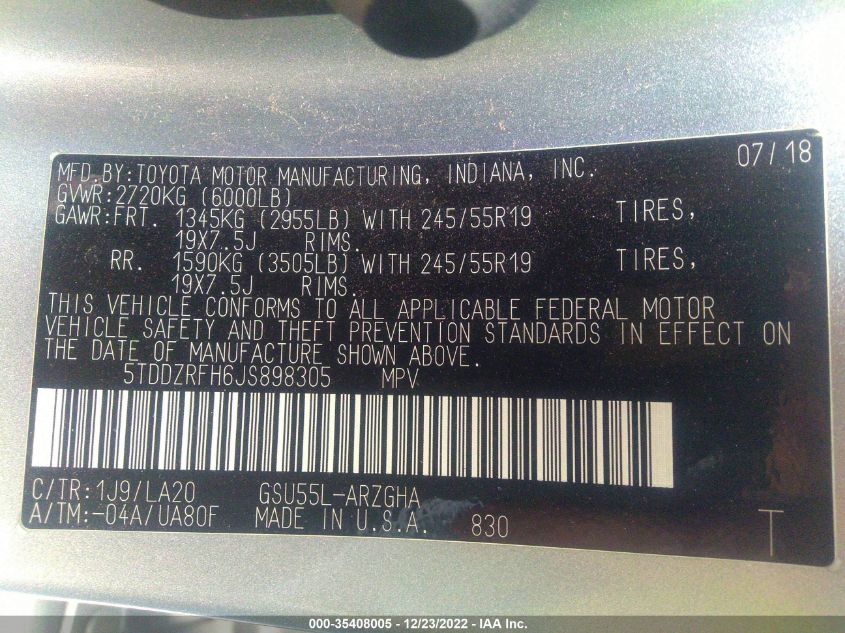 MFD.BY:TOYOTA MOTOR MANUFACTURING, INDIANA, INC. 07/18
GVWR:2720KG (6000LB)
GAWR:FRT. 1345KG (2955LB) WITH 245/55R19 TIRES,
19X7.5J RIMS.
RR. 1590KG (3505LB) WITH 245/55R19 TIRES,
19X7.5J RIMS.
THIS VEHICLE CONFORMS TO ALL APPLICABLE FEDERAL MOTOR
VEHICLE SAFETY AND THEFT PREVENTION STANDARDS IN EFFECT ON
THE DATE OF MANUFACTURE SHOWN ABOVE.
5TDDZRFH6JS898305 MPV
C/TR:1J9/LA20 GSU55L-ARZGHA
A/TM:-04A/UA80F MADE IN U.S.A. 830 T
000-35408005 - 12/23/2022 - IAA Inc.